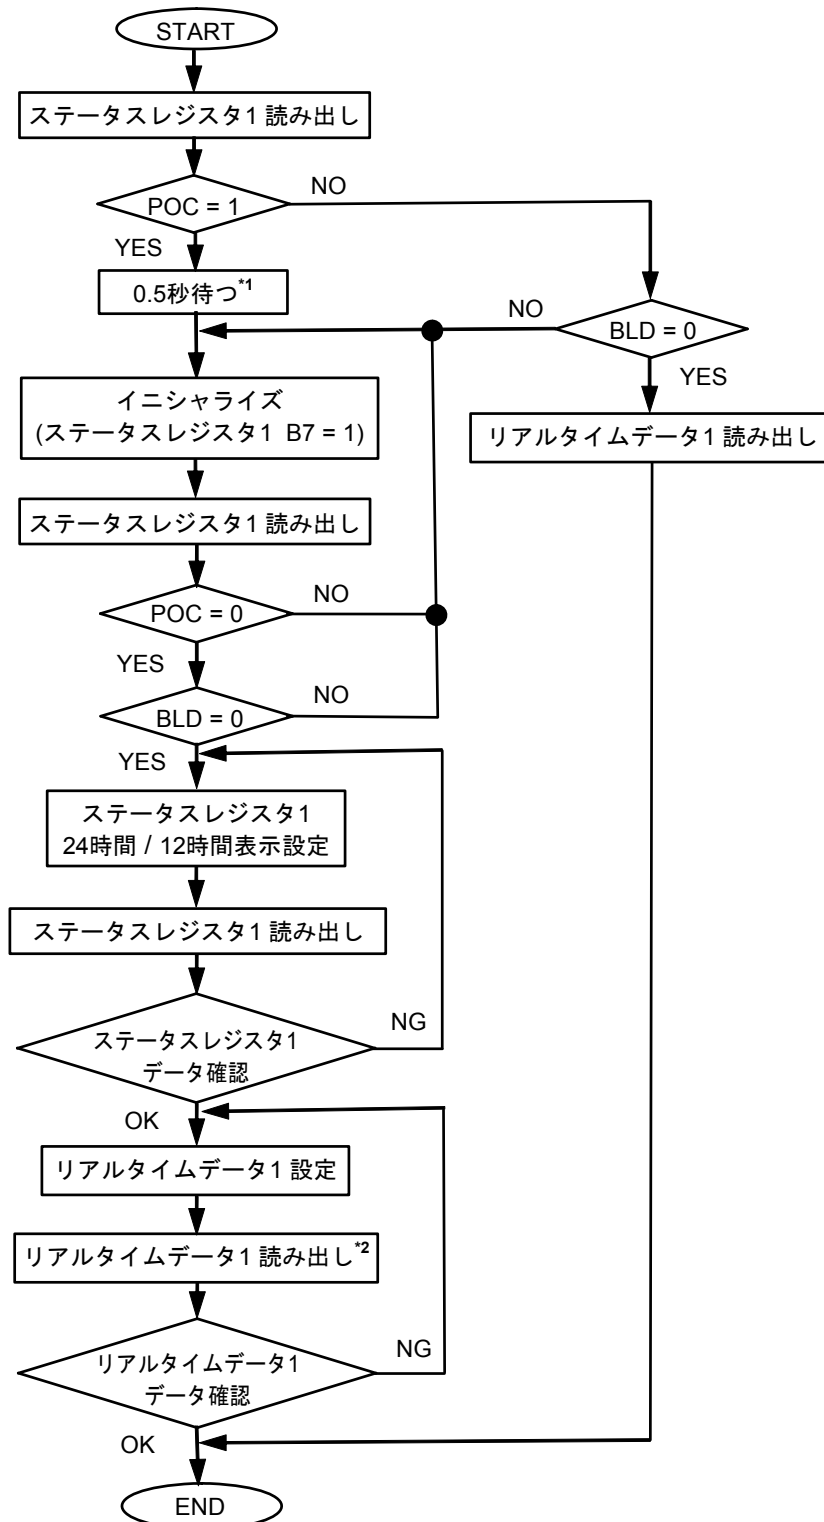 START
ステータスレジスタ1 読み出し
POC = 1
NO
YES
0.5秒待つ*1
NO
BLD = 0
YES
イニシャライズ
(ステータスレジスタ1 B7 = 1)
リアルタイムデータ1 読み出し
ステータスレジスタ1 読み出し
POC = 0
NO
YES
BLD = 0
NO
YES
ステータスレジスタ1
24時間 / 12時間表示設定
ステータスレジスタ1 読み出し
ステータスレジスタ1
データ確認
NG
OK
リアルタイムデータ1 設定
リアルタイムデータ1 読み出し*2
リアルタイムデータ1
データ確認
NG
OK
END